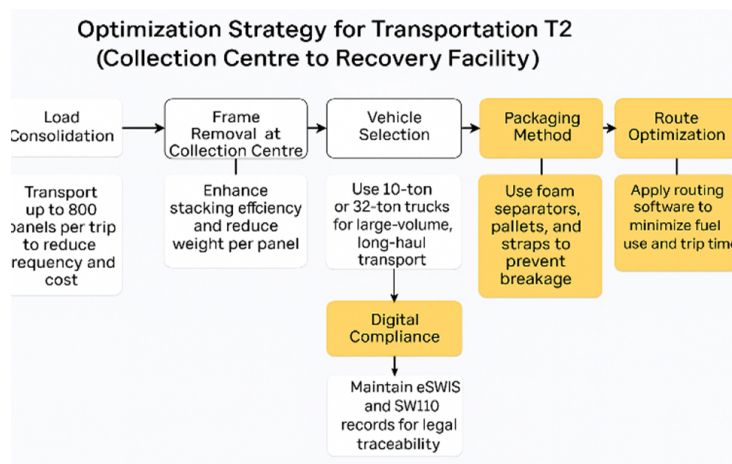 Optimization Strategy for Transportation T2
(Collection Centre to Recovery Facility)
Load
Consolidation
Frame
Removal at
Collection Centre
Vehicle
Selection
Packaging
Method
Route
Optimization
Transport
up to 800
panels per trip
to reduce
requency and
cost
Enhance
stacking effciency
and reduce
weight per panel
Use 10-ton
or 32-ton trucks
for large-volume,
long-haul
transport
Use foam
separators,
pallets, and
straps to
prevent
breakage
Apply routing
software to
minimize fuel
use and trip time
Digital
Compliance
Maintain eSWIS
and SW110
records for legal
traceability